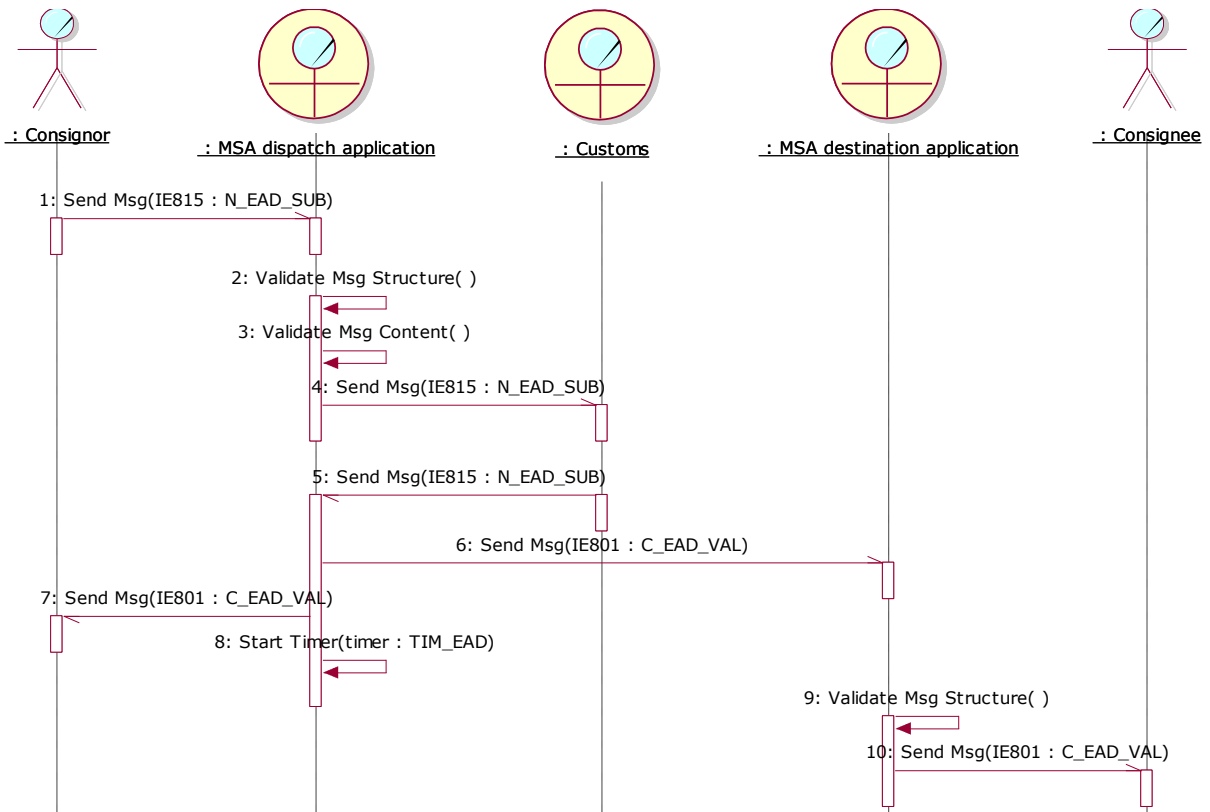 : Consignor
: MSA dispatch application
: Customs
: MSA destination application
: Consignee
1: Send Msg(IE815 : N_EAD_SUB)
2: Validate Msg Structure( )
3: Validate Msg Content( )
4: Send Msg(IE815 : N_EAD_SUB)
5: Send Msg(IE815 : N_EAD_SUB)
6: Send Msg(IE801 : C_EAD_VAL)
7: Send Msg(IE801 : C_EAD_VAL)
8: Start Timer(timer : TIM_EAD)
9: Validate Msg Structure( )
10: Send Msg(IE801 : C_EAD_VAL)